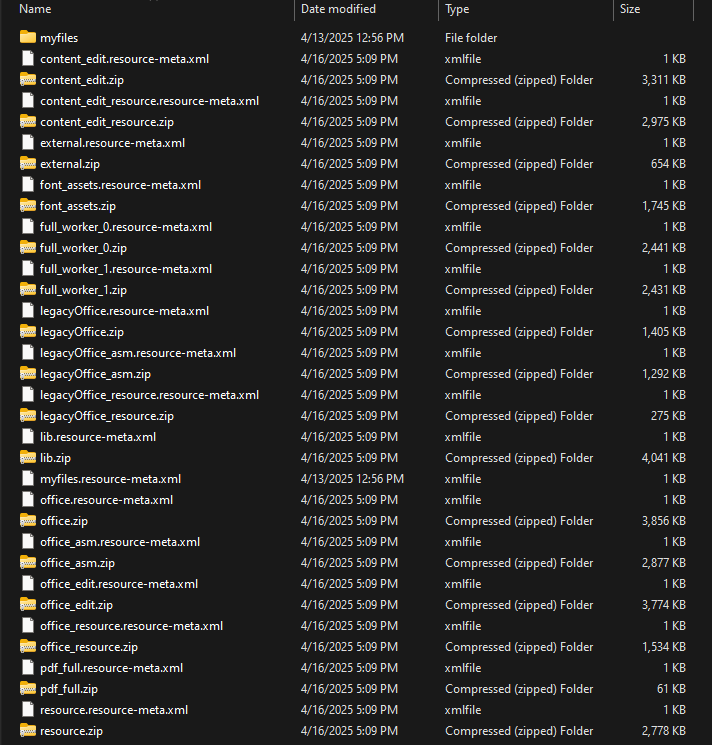 Name Date modified Type Size
myfiles 4/13/2025 12:56 PM File folder
content_edit.resource-meta.xml 4/16/2025 5:09 PM xmlfile 1 KB
content_edit.zip 4/16/2025 5:09 PM Compressed (zipped) Folder 3,311 KB
content_edit_resource.resource-meta.xml 4/16/2025 5:09 PM xmlfile 1 KB
content_edit_resource.zip 4/16/2025 5:09 PM Compressed (zipped) Folder 2,975 KB
external.resource-meta.xml 4/16/2025 5:09 PM xmlfile 1 KB
external.zip 4/16/2025 5:09 PM Compressed (zipped) Folder 654 KB
font_assets.resource-meta.xml 4/16/2025 5:09 PM xmlfile 1 KB
font_assets.zip 4/16/2025 5:09 PM Compressed (zipped) Folder 1,745 KB
full_worker_0.resource-meta.xml 4/16/2025 5:09 PM xmlfile 1 KB
full_worker_0.zip 4/16/2025 5:09 PM Compressed (zipped) Folder 2,441 KB
full_worker_1.resource-meta.xml 4/16/2025 5:09 PM xmlfile 1 KB
full_worker_1.zip 4/16/2025 5:09 PM Compressed (zipped) Folder 2,431 KB
legacyOffice.resource-meta.xml 4/16/2025 5:09 PM xmlfile 1 KB
legacyOffice.zip 4/16/2025 5:09 PM Compressed (zipped) Folder 1,405 KB
legacyOffice_asm.resource-meta.xml 4/16/2025 5:09 PM xmlfile 1 KB
legacyOffice_asm.zip 4/16/2025 5:09 PM Compressed (zipped) Folder 1,292 KB
legacyOffice_resource.resource-meta.xml 4/16/2025 5:09 PM xmlfile 1 KB
legacyOffice_resource.zip 4/16/2025 5:09 PM Compressed (zipped) Folder 275 KB
lib.resource-meta.xml 4/16/2025 5:09 PM xmlfile 1 KB
lib.zip 4/16/2025 5:09 PM Compressed (zipped) Folder 4,041 KB
myfiles.resource-meta.xml 4/13/2025 12:56 PM xmlfile 1 KB
office.resource-meta.xml 4/16/2025 5:09 PM xmlfile 1 KB
office.zip 4/16/2025 5:09 PM Compressed (zipped) Folder 3,856 KB
office_asm.resource-meta.xml 4/16/2025 5:09 PM xmlfile 1 KB
office_asm.zip 4/16/2025 5:09 PM Compressed (zipped) Folder 2,877 KB
office_edit.resource-meta.xml 4/16/2025 5:09 PM xmlfile 1 KB
office_edit.zip 4/16/2025 5:09 PM Compressed (zipped) Folder 3,774 KB
office_resource.resource-meta.xml 4/16/2025 5:09 PM xmlfile 1 KB
office_resource.zip 4/16/2025 5:09 PM Compressed (zipped) Folder 1,534 KB
pdf_full.resource-meta.xml 4/16/2025 5:09 PM xmlfile 1 KB
pdf_full.zip 4/16/2025 5:09 PM Compressed (zipped) Folder 61 KB
resource.resource-meta.xml 4/16/2025 5:09 PM xmlfile 1 KB
resource.zip 4/16/2025 5:09 PM Compressed (zipped) Folder 2,778 KB